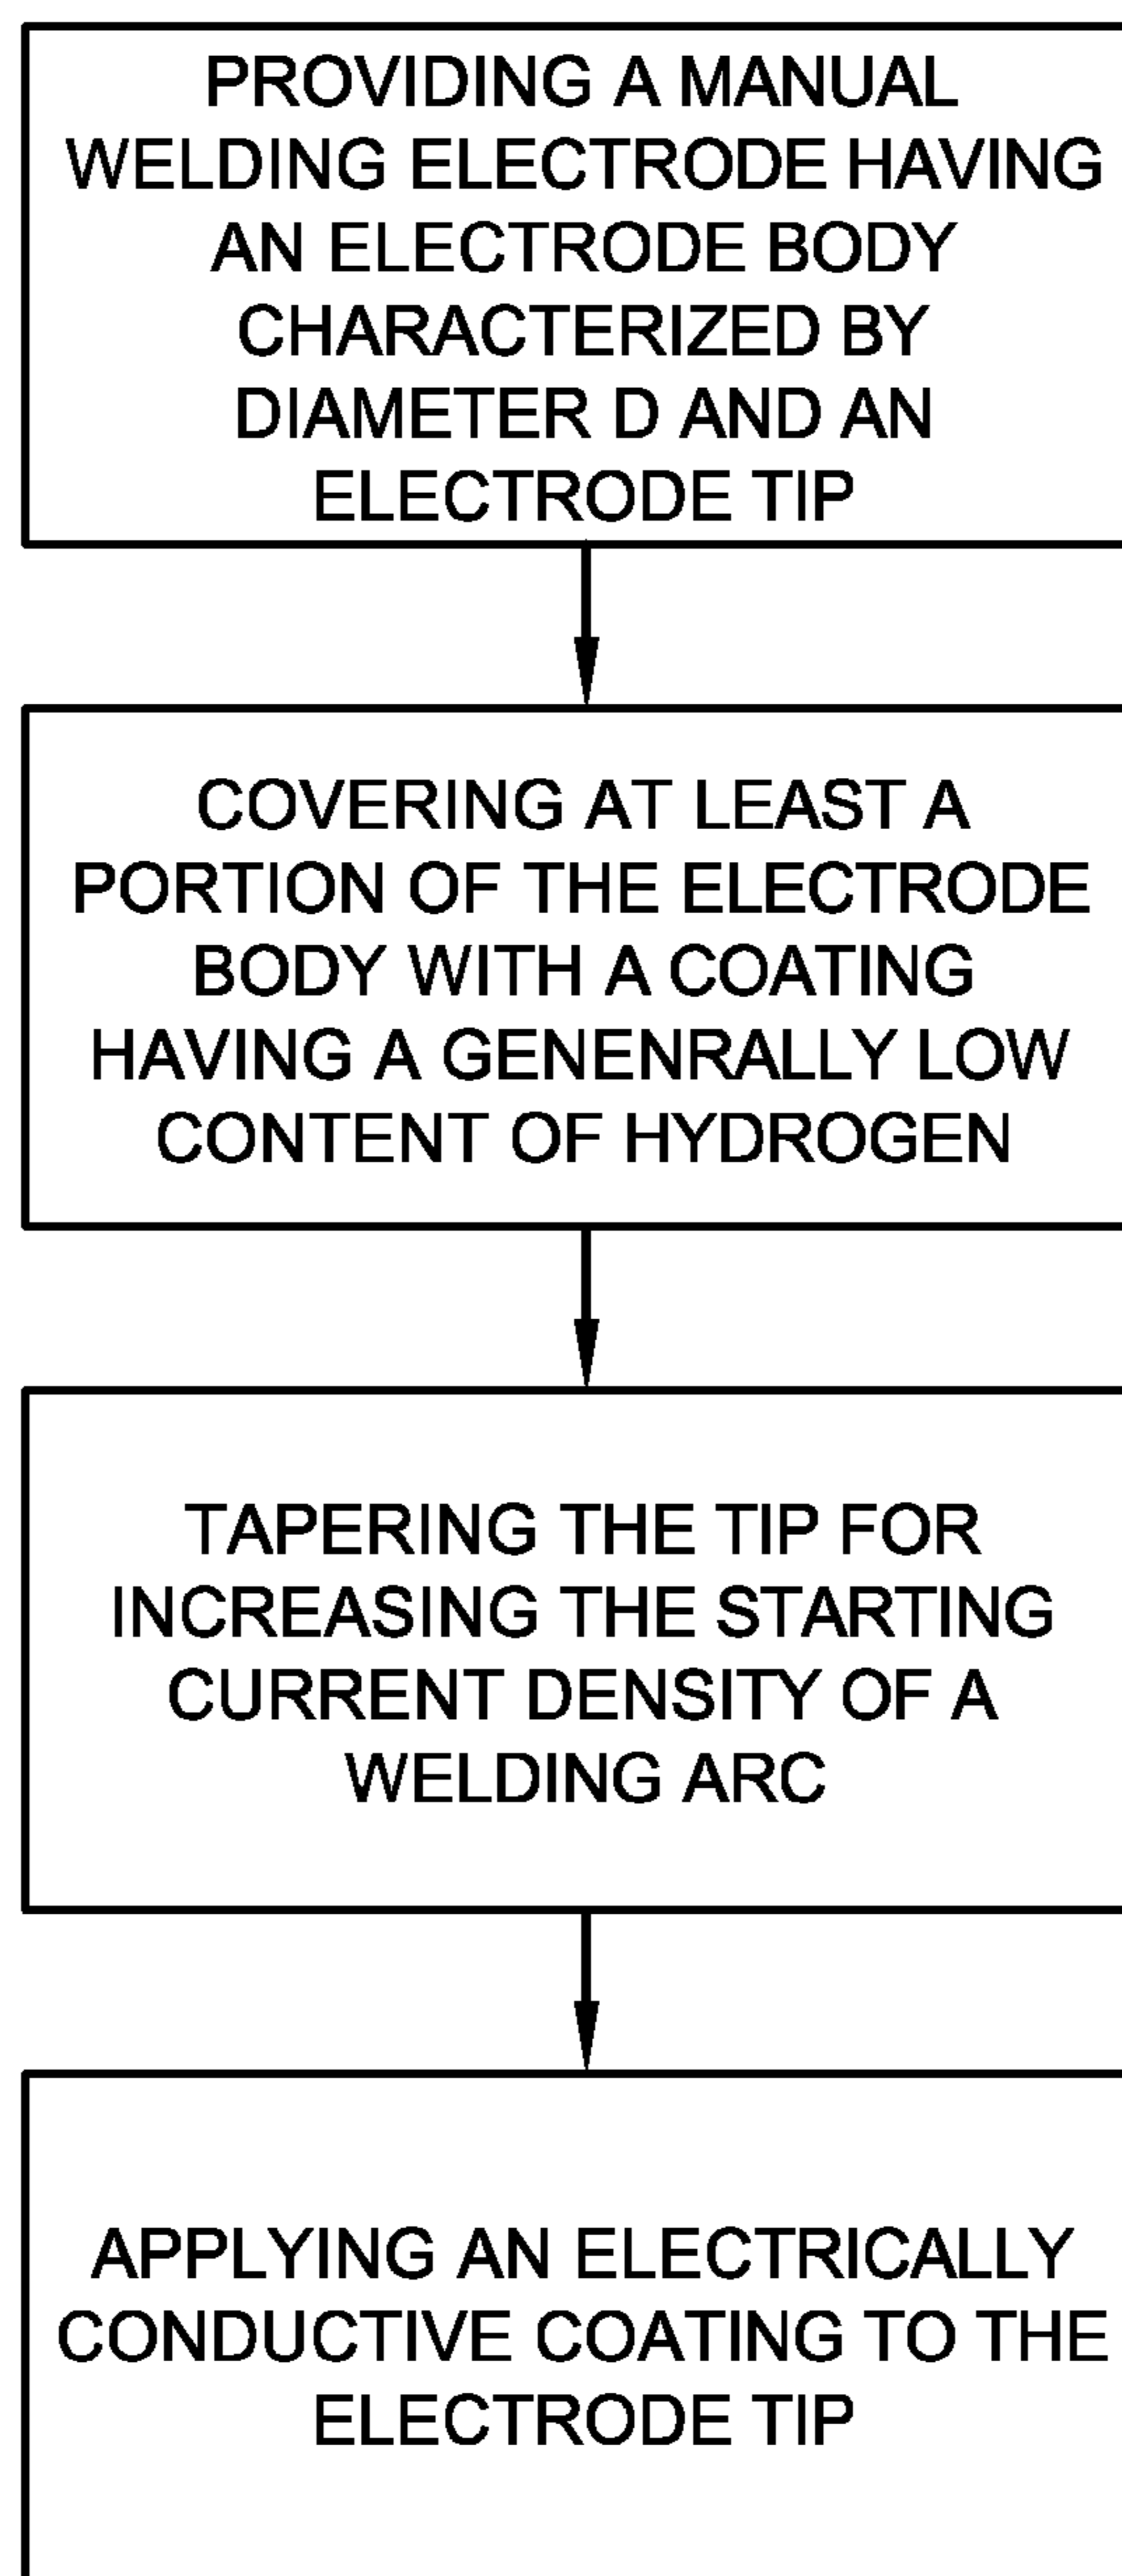 PROVIDING A MANUAL
WELDING ELECTRODE HAVING
AN ELECTRODE BODY
CHARACTERIZED BY
DIAMETER D AND AN
ELECTRODE TIP
COVERING AT LEAST A
PORTION OF THE ELECTRODE
BODY WITH A COATING
HAVING A GENENRALLY LOW
CONTENT OF HYDROGEN
TAPERING THE TIP FOR
INCREASING THE STARTING
CURRENT DENSITY OF A
WELDING ARC
APPLYING AN ELECTRICALLY
CONDUCTIVE COATING TO THE
ELECTRODE TIP